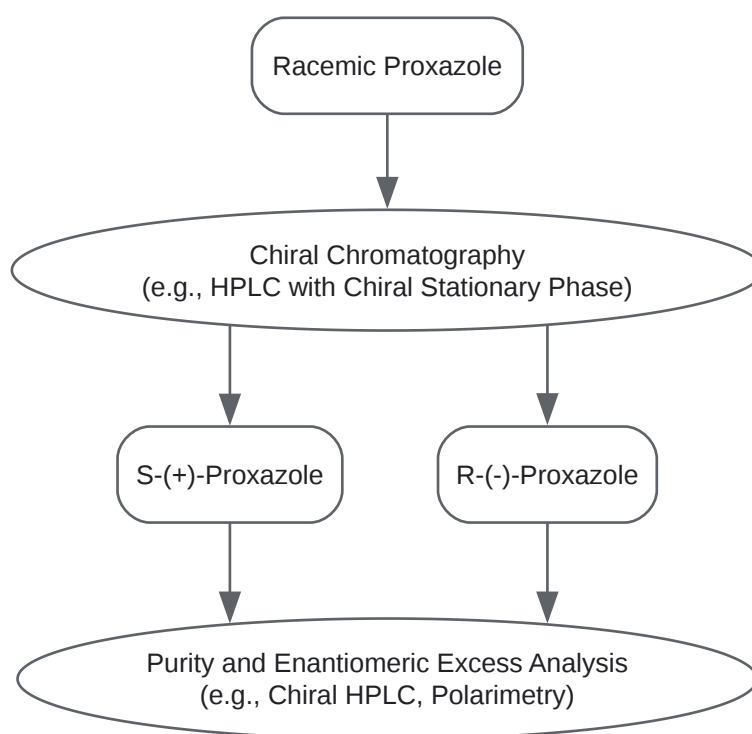 Racemic Proxazole
Chiral Chromatography
(e.g., HPLC with Chiral Stationary Phase)
S-(+)-Proxazole
R-(-)-Proxazole
Purity and Enantiomeric Excess Analysis
(e.g., Chiral HPLC, Polarimetry)